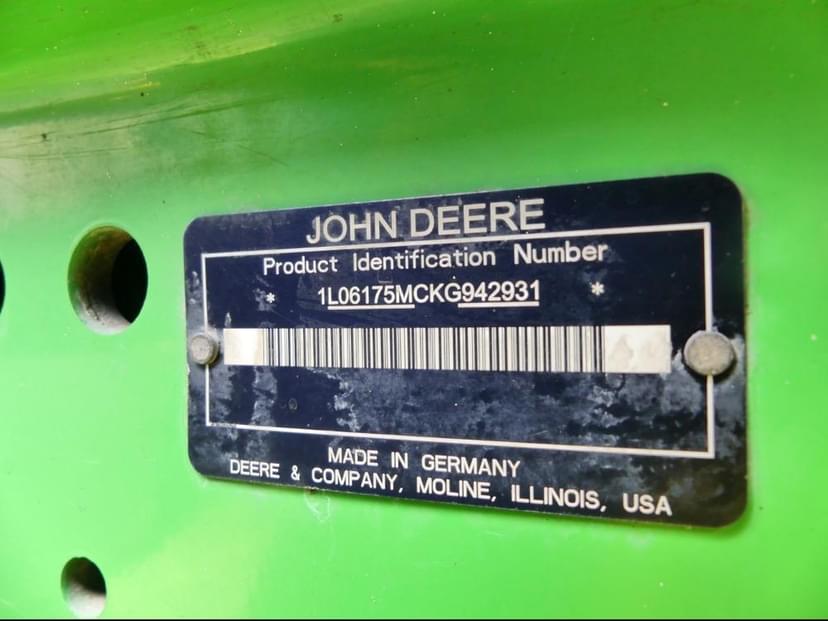 JOHN DEERE
Product Identification Number
* 1L06175MCKG942931 *
MADE IN GERMANY
DEERE & COMPANY, MOLINE, ILLINOIS, USA